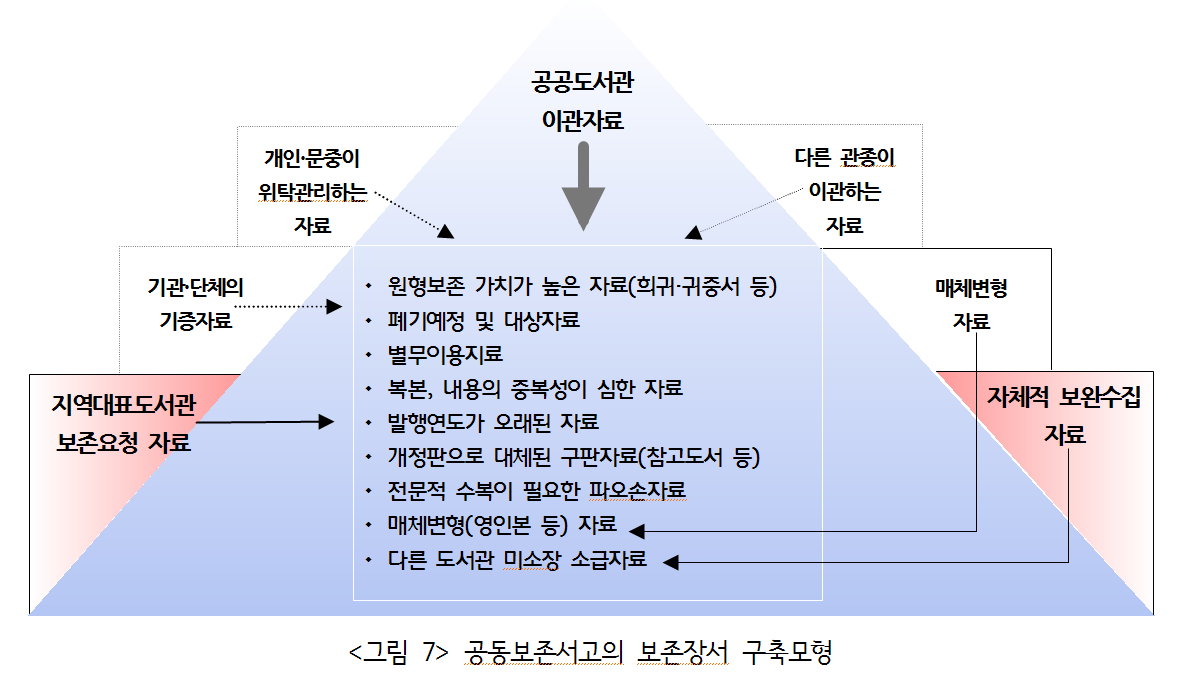 공공도서관
이관자료
개인·문중이
위탁관리하는
자료
다른 관종이
이관하는
자료
기관·단체의
기증자료
매체변형
자료
지역대표도서관
보존요청 자료
자체적 보완수집
자료
• 원형보존 가치가 높은 자료(희귀·귀중서 등)
• 폐기예정 및 대상자료
• 별무이용지료
• 복본, 내용의 중복성이 심한 자료
• 발행연도가 오래된 자료
• 개정판으로 대체된 구판자료(참고도서 등)
• 전문적 수복이 필요한 파오손자료
• 매체변형(영인본 등) 자료
• 다른 도서관 미소장 소급자료
<그림 7> 공동보존서고의 보존장서 구축모형